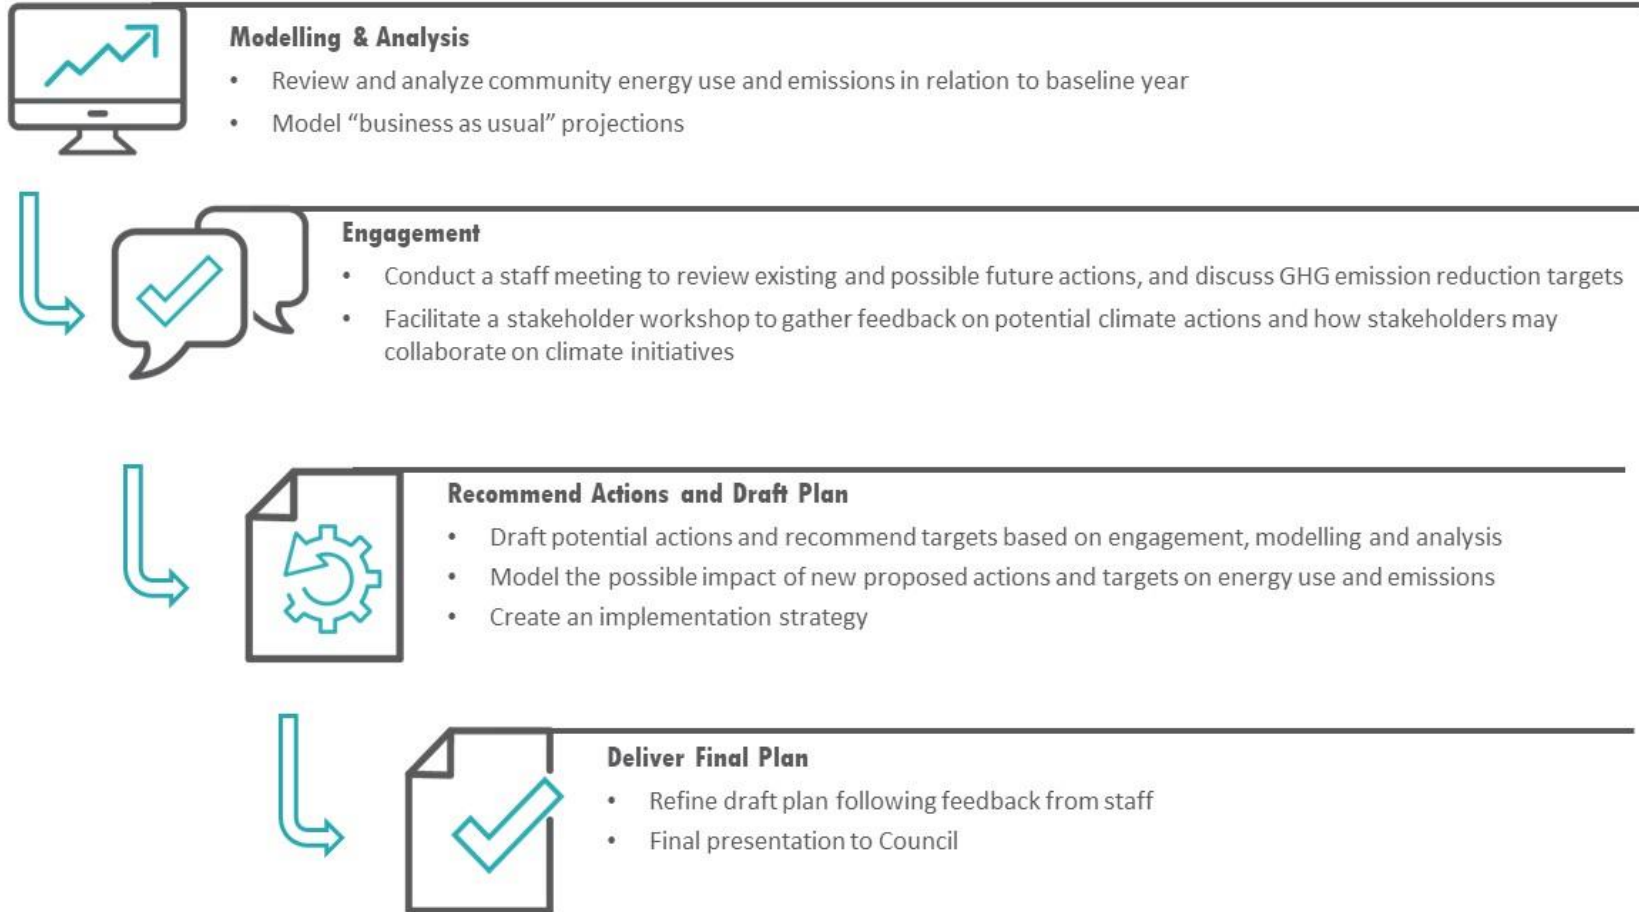 Modelling & Analysis
• Review and analyze community energy use and emissions in relation to baseline year
• Model “business as usual” projections
Engagement
• Conduct a staff meeting to review existing and possible future actions, and discuss GHG emission reduction targets
• Facilitate a stakeholder workshop to gather feedback on potential climate actions and how stakeholders may
collaborate on climate initiatives
Recommend Actions and Draft Plan
• Draft potential actions and recommend targets based on engagement, modelling and analysis
• Model the possible impact of new proposed actions and targets on energy use and emissions
• Create an implementation strategy
Deliver Final Plan
• Refine draft plan following feedback from staff
• Final presentation to Council